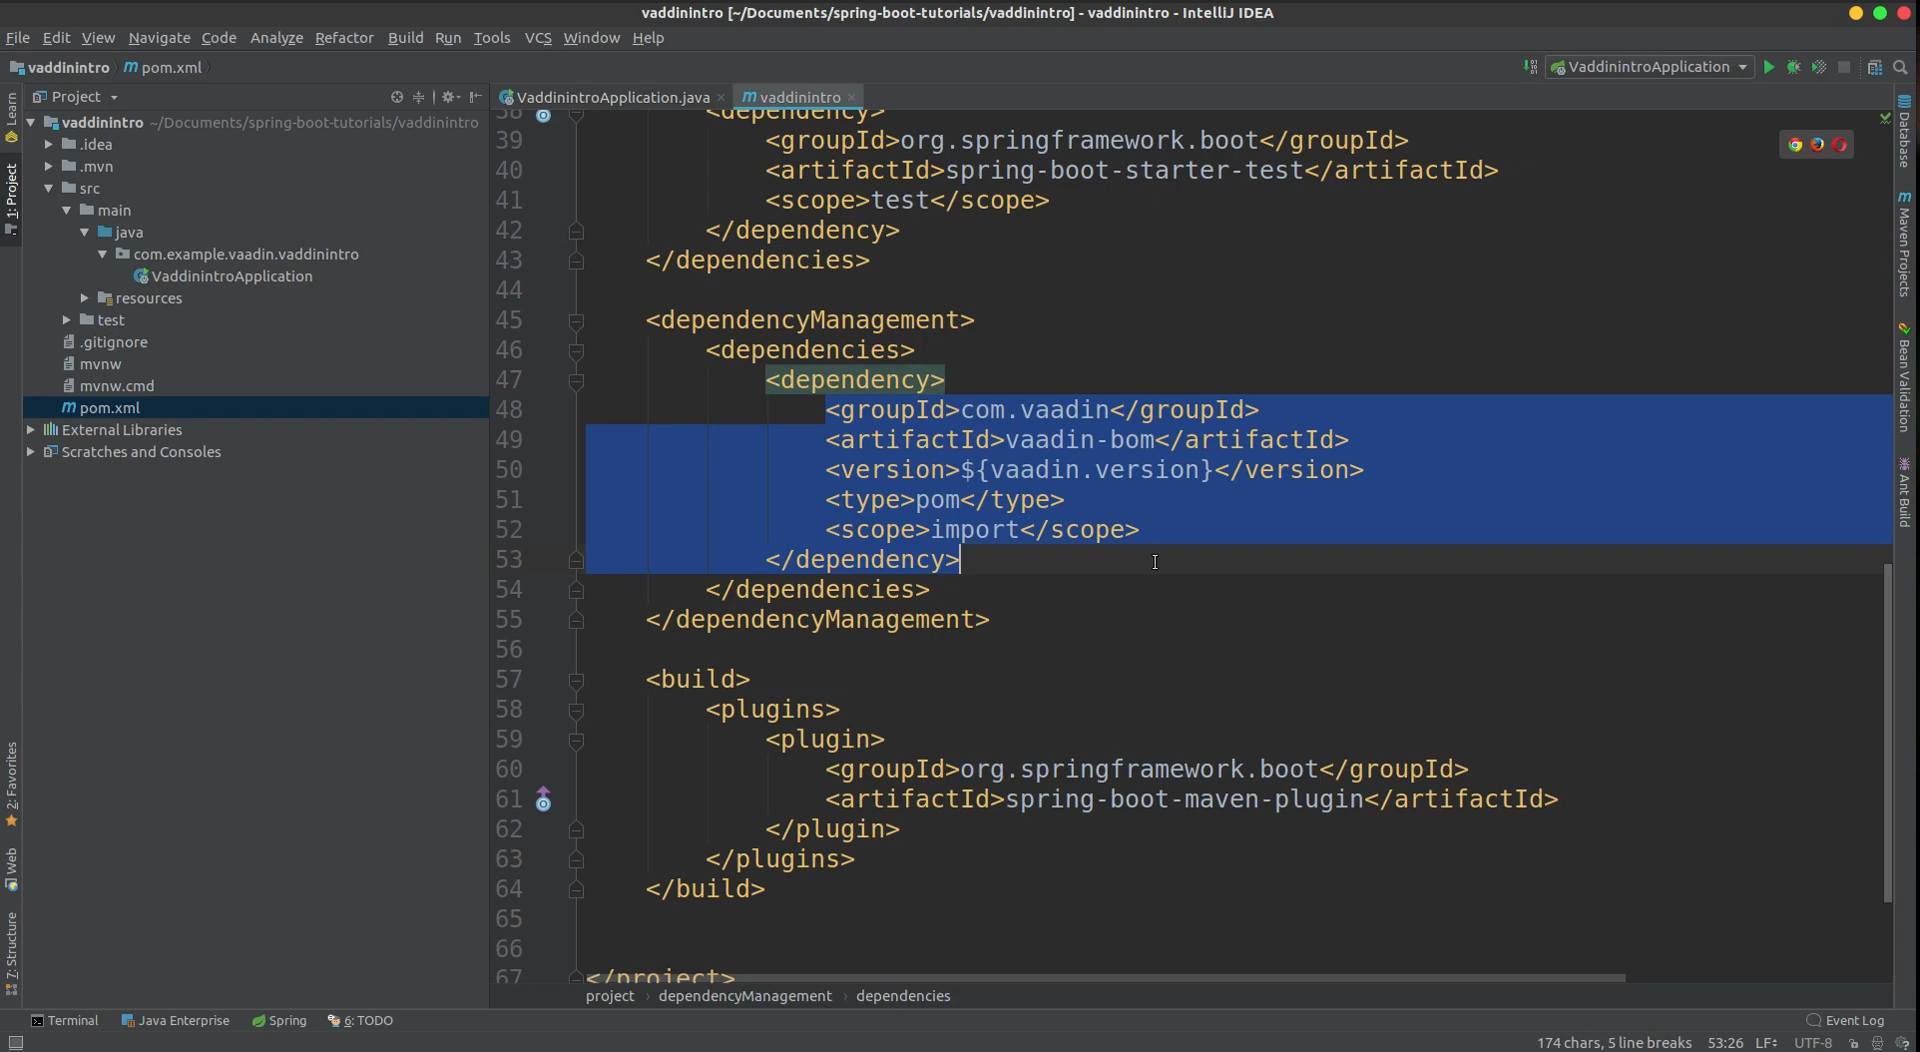 vaddinintro [~/Documents/spring-boot-tutorials/vaddinintro] - vaddinintro - IntelliJ IDEA
File Edit View Navigate Code Analyze Refactor Build Run Tools VCS Window Help
vaddinintro pom.xml VaddinintroApplication
Project
VaddinintroApplication.java vaddinintro
Learn
1: Project
2: Favorites
Web
7: Structure
vaddinintro ~/Documents/spring-boot-tutorials/vaddinintro
.idea
.mvn
src
main
java
com.example.vaadin.vaddinintro
VaddinintroApplication
resources
test
.gitignore
mvnw
mvnw.cmd
pom.xml
External Libraries
Scratches and Consoles
38 <dependency>
39 <groupId>org.springframework.boot</groupId>
40 <artifactId>spring-boot-starter-test</artifactId>
41 <scope>test</scope>
42 </dependency>
43 </dependencies>
44
45 <dependencyManagement>
46 <dependencies>
47 <dependency>
48 <groupId>com.vaadin</groupId>
49 <artifactId>vaadin-bom</artifactId>
50 <version>${vaadin.version}</version>
51 <type>pom</type>
52 <scope>import</scope>
53 </dependency>
54 </dependencies>
55 </dependencyManagement>
56
57 <build>
58 <plugins>
59 <plugin>
60 <groupId>org.springframework.boot</groupId>
61 <artifactId>spring-boot-maven-plugin</artifactId>
62 </plugin>
63 </plugins>
64 </build>
65
66
67 </project>
project › dependencyManagement › dependencies
Database
Maven Projects
Bean Validation
Ant Build
Terminal Java Enterprise Spring 6: TODO Event Log
174 chars, 5 line breaks 53:26 LF UTF-8